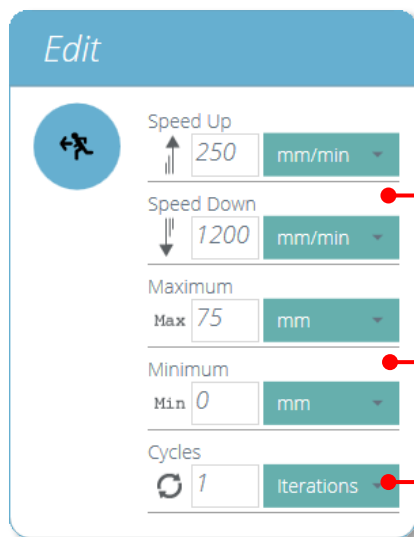 Edit
Speed Up
250 mm/min
Speed Down
1200 mm/min
Maximum
Max 75 mm
Minimum
Min 0 mm
Cycles
1 Iterations